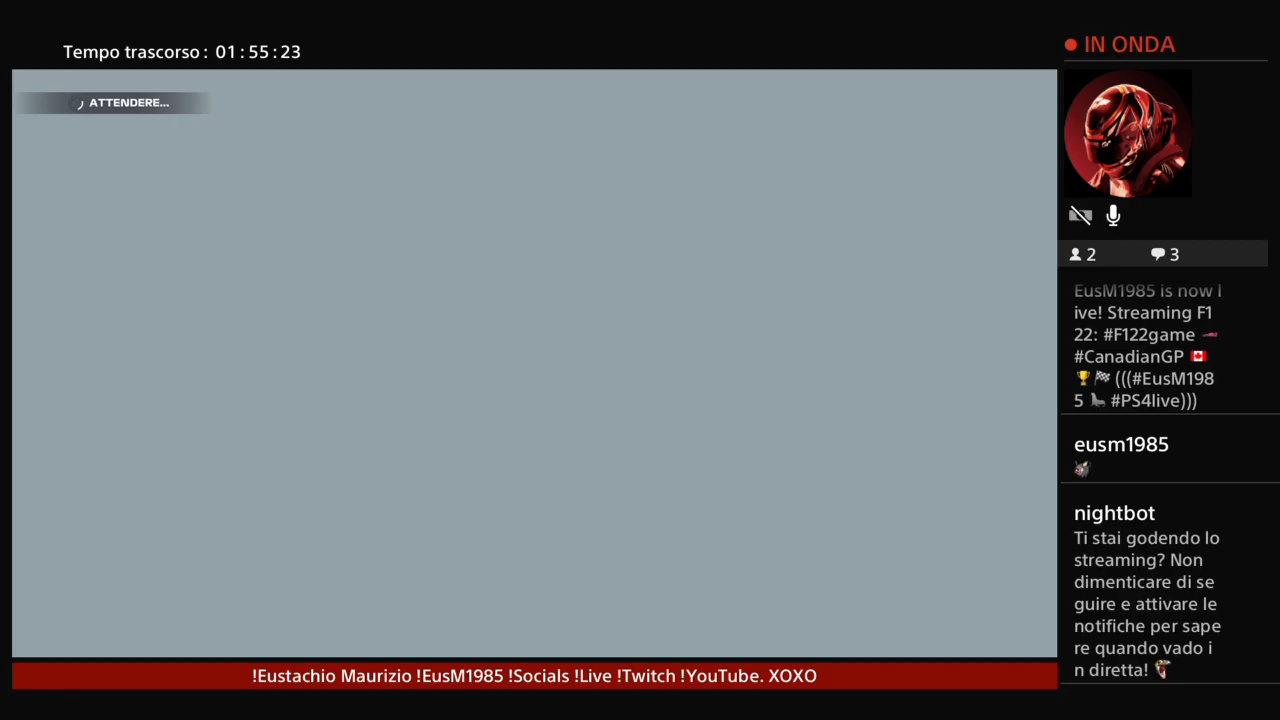 Tempo trascorso: 01:55:23
IN ONDA
ATTENDERE...
2 3
EusM1985 is now l
ive! Streaming F1
22: #F122game
#CanadianGP 🇨🇦
🏆🏁 (((#EusM198
5 #PS4live)))
eusm1985
nightbot
Ti stai godendo lo
streaming? Non
dimenticare di se
guire e attivare le
notifiche per sape
re quando vado i
n diretta!
!Eustachio Maurizio !EusM1985 !Socials !Live !Twitch !YouTube. XOXO